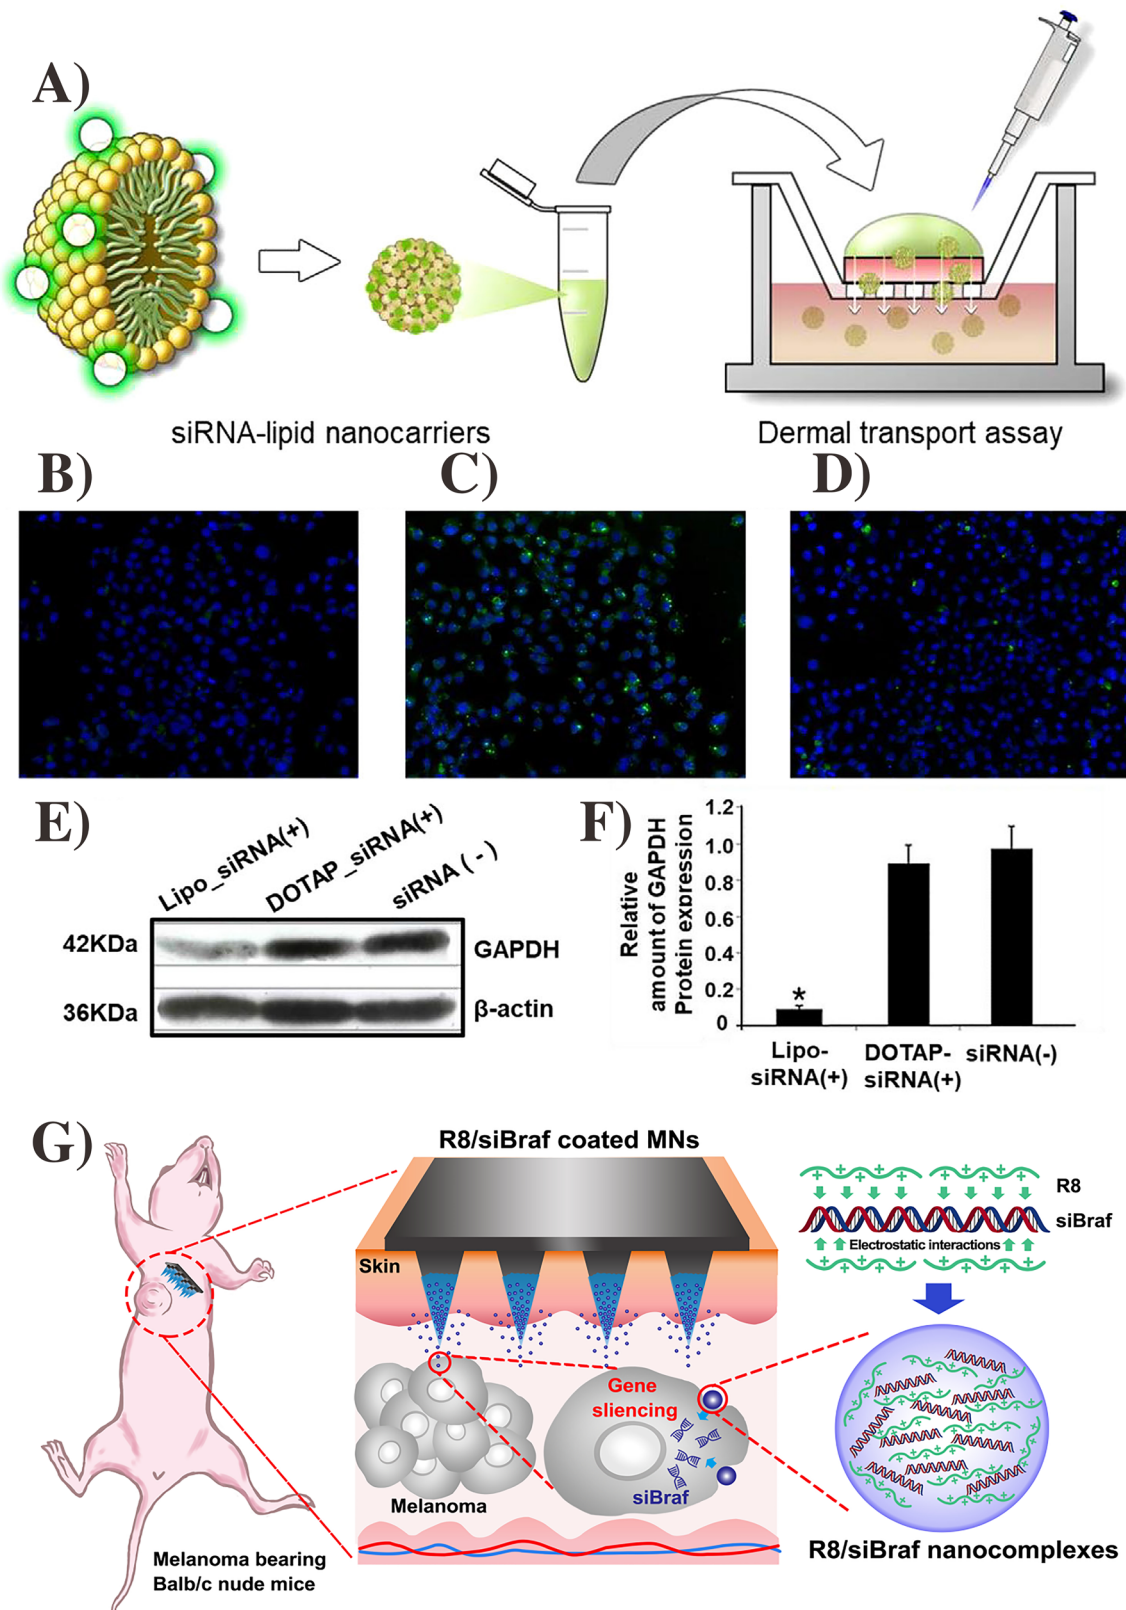 A)
siRNA-lipid nanocarriers
Dermal transport assay
B)
C)
D)
E)
Lipo_siRNA(+)
DOTAP_siRNA(+)
siRNA ( - )
42KDa
GAPDH
36KDa
β-actin
F)
Relative
amount of GAPDH
Protein expression
1.2
1.0
0.8
0.6
0.4
0.2
0
*
Lipo-
siRNA(+)
DOTAP-
siRNA(+)
siRNA(-)
G)
R8/siBraf coated MNs
Skin
Gene
sliencing
siBraf
Melanoma
Melanoma bearing
Balb/c nude mice
R8
siBraf
Electrostatic interactions
R8/siBraf nanocomplexes